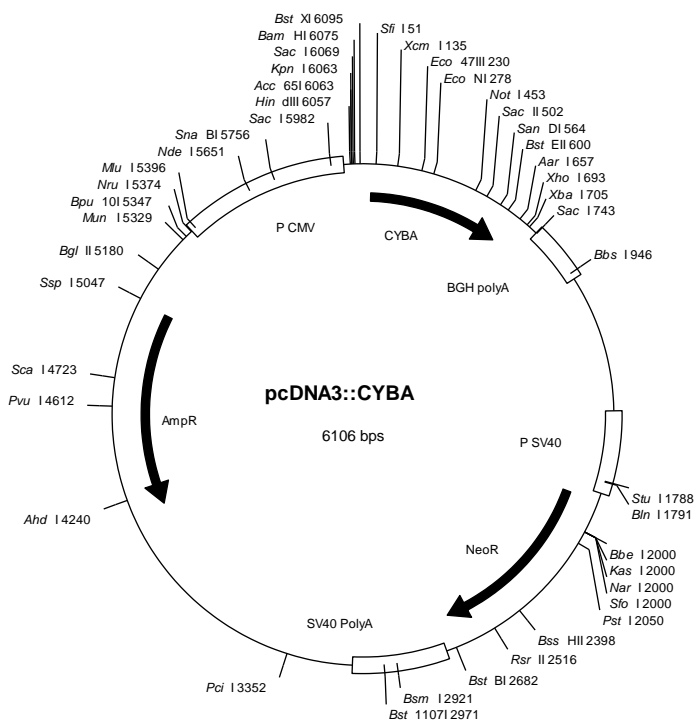 Bst XI 6095
Bam HI 6075
Sac I 6069
Kpn I 6063
Acc 65I 6063
Hin dIII 6057
Sac I 5982
Sna BI 5756
Nde I 5651
Mlu I 5396
Nru I 5374
Bpu 10I 5347
Mun I 5329
Bgl II 5180
Ssp I 5047
Sca I 4723
Pvu I 4612
Ahd I 4240
Pci I 3352
Sfi I 51
Xcm I 135
Eco 47III 230
Eco NI 278
Not I 453
Sac II 502
San DI 564
Bst EII 600
Aar I 657
Xho I 693
Xba I 705
Sac I 743
Bbs I 946
P CMV
CYBA
BGH polyA
pcDNA3::CYBA
6106 bps
AmpR
P SV40
NeoR
SV40 PolyA
Stu I 1788
Bln I 1791
Bbe I 2000
Kas I 2000
Nar I 2000
Sfo I 2000
Pst I 2050
Bss HII 2398
Rsr II 2516
Bst BI 2682
Bsm I 2921
Bst 1107I 2971